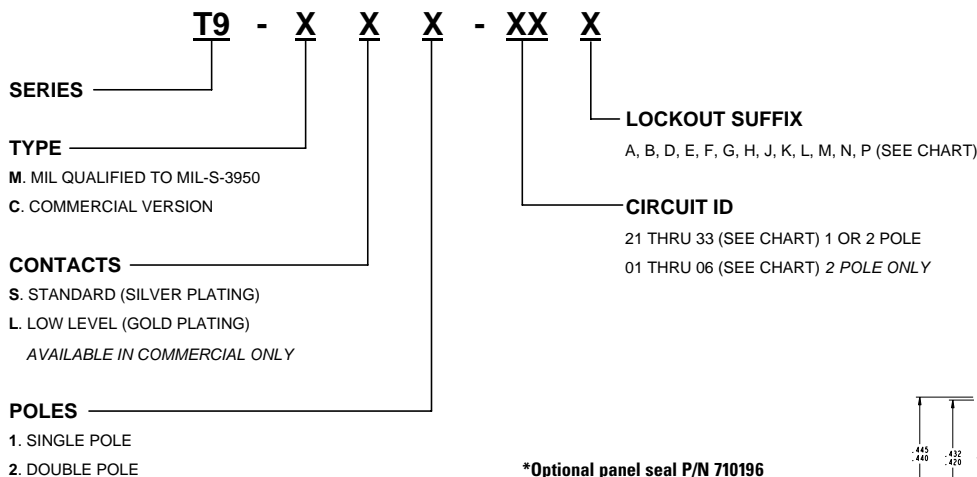 T9 - X X X - XX X
SERIES
TYPE
M. MIL QUALIFIED TO MIL-S-3950
C. COMMERCIAL VERSION
CONTACTS
S. STANDARD (SILVER PLATING)
L. LOW LEVEL (GOLD PLATING)
AVAILABLE IN COMMERCIAL ONLY
POLES
1. SINGLE POLE
2. DOUBLE POLE
LOCKOUT SUFFIX
A, B, D, E, F, G, H, J, K, L, M, N, P (SEE CHART)
CIRCUIT ID
21 THRU 33 (SEE CHART) 1 OR 2 POLE
01 THRU 06 (SEE CHART) 2 POLE ONLY
*Optional panel seal P/N 710196
.445 .432
.440 .420